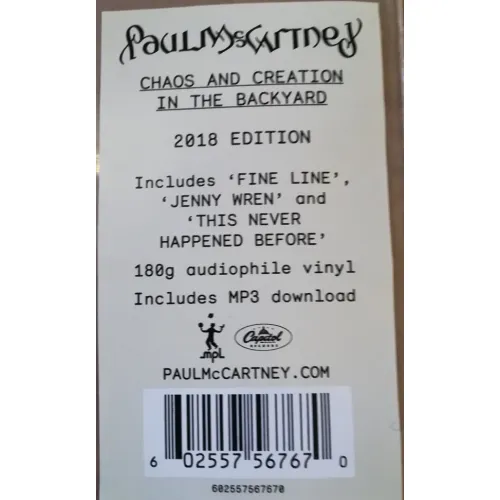 PAULMcCARTNEY
CHAOS AND CREATION
IN THE BACKYARD
2018 EDITION
Includes ‘FINE LINE’,
‘JENNY WREN’ and
‘THIS NEVER
HAPPENED BEFORE’
180g audiophile vinyl
Includes MP3 download
mpl Capitol RECORDS
PAULMcCARTNEY.COM
6 02557 56767 0
602557567670